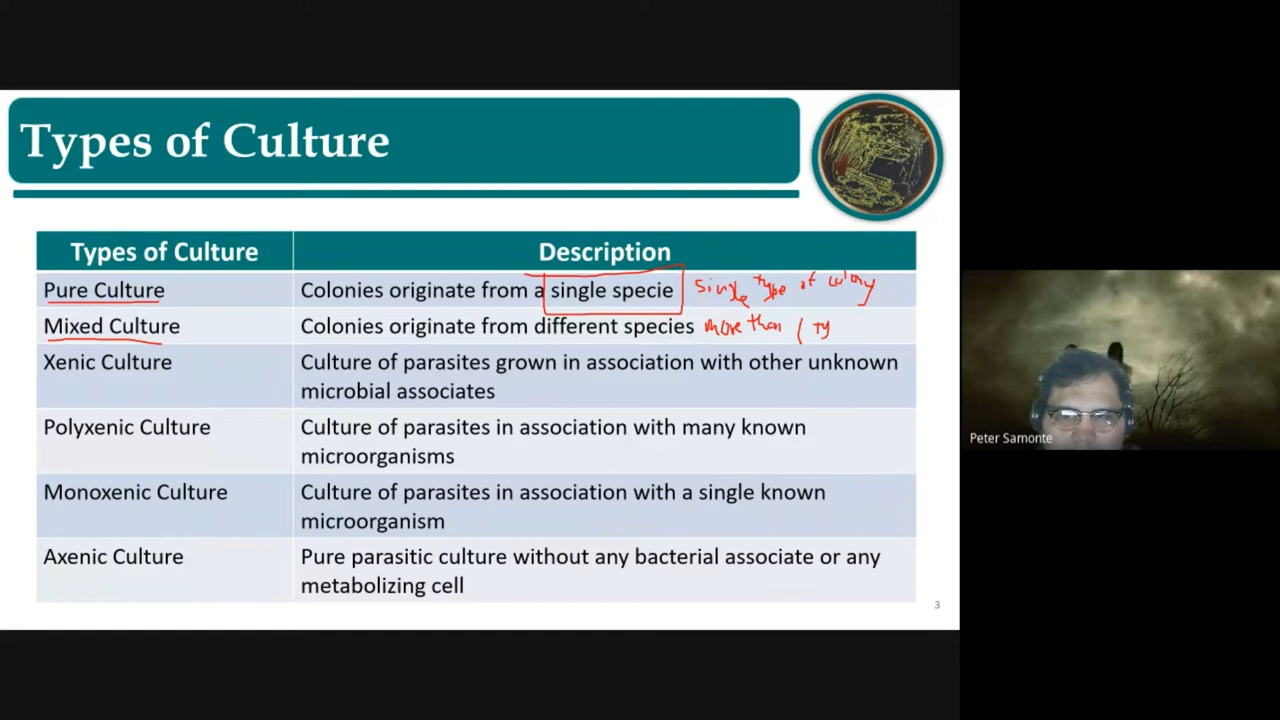 Types of Culture
Types of Culture Description
Pure Culture Colonies originate from a single specie single type of colony
Mixed Culture Colonies originate from different species more than 1 ty
Xenic Culture Culture of parasites grown in association with other unknown
microbial associates
Polyxenic Culture Culture of parasites in association with many known
microorganisms
Monoxenic Culture Culture of parasites in association with a single known
microorganism
Axenic Culture Pure parasitic culture without any bacterial associate or any
metabolizing cell
3
Peter Samonte